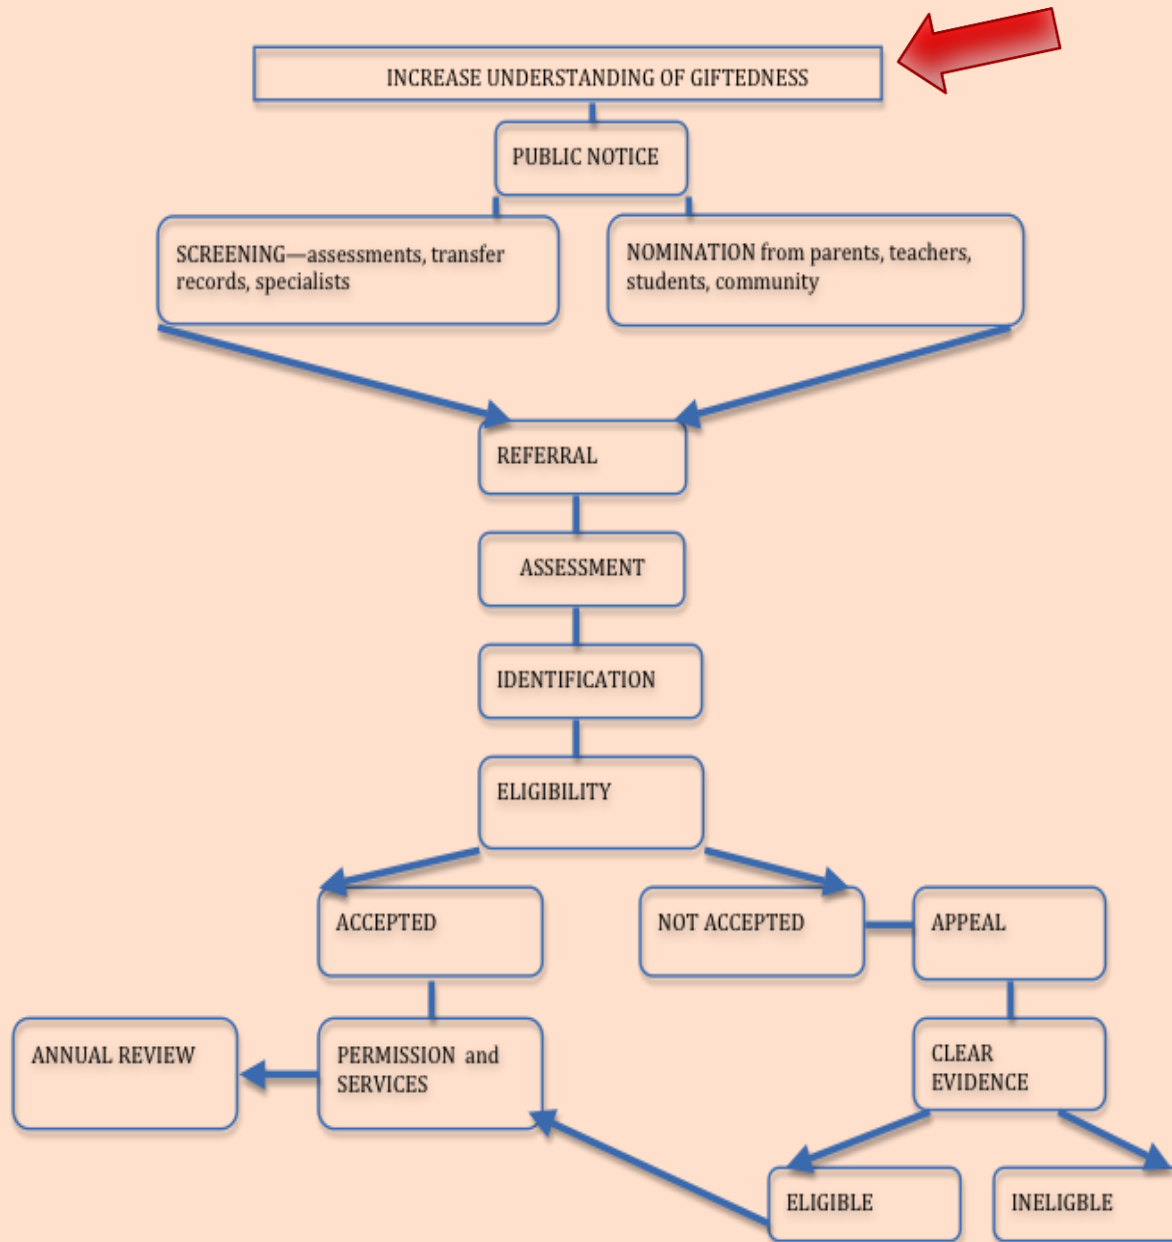 INCREASE UNDERSTANDING OF GIFTEDNESS
PUBLIC NOTICE
SCREENING—assessments, transfer
records, specialists
NOMINATION from parents, teachers,
students, community
REFERRAL
ASSESSMENT
IDENTIFICATION
ELIGIBILITY
ACCEPTED
NOT ACCEPTED
APPEAL
ANNUAL REVIEW
PERMISSION and
SERVICES
CLEAR
EVIDENCE
ELIGIBLE
INELIGBLE